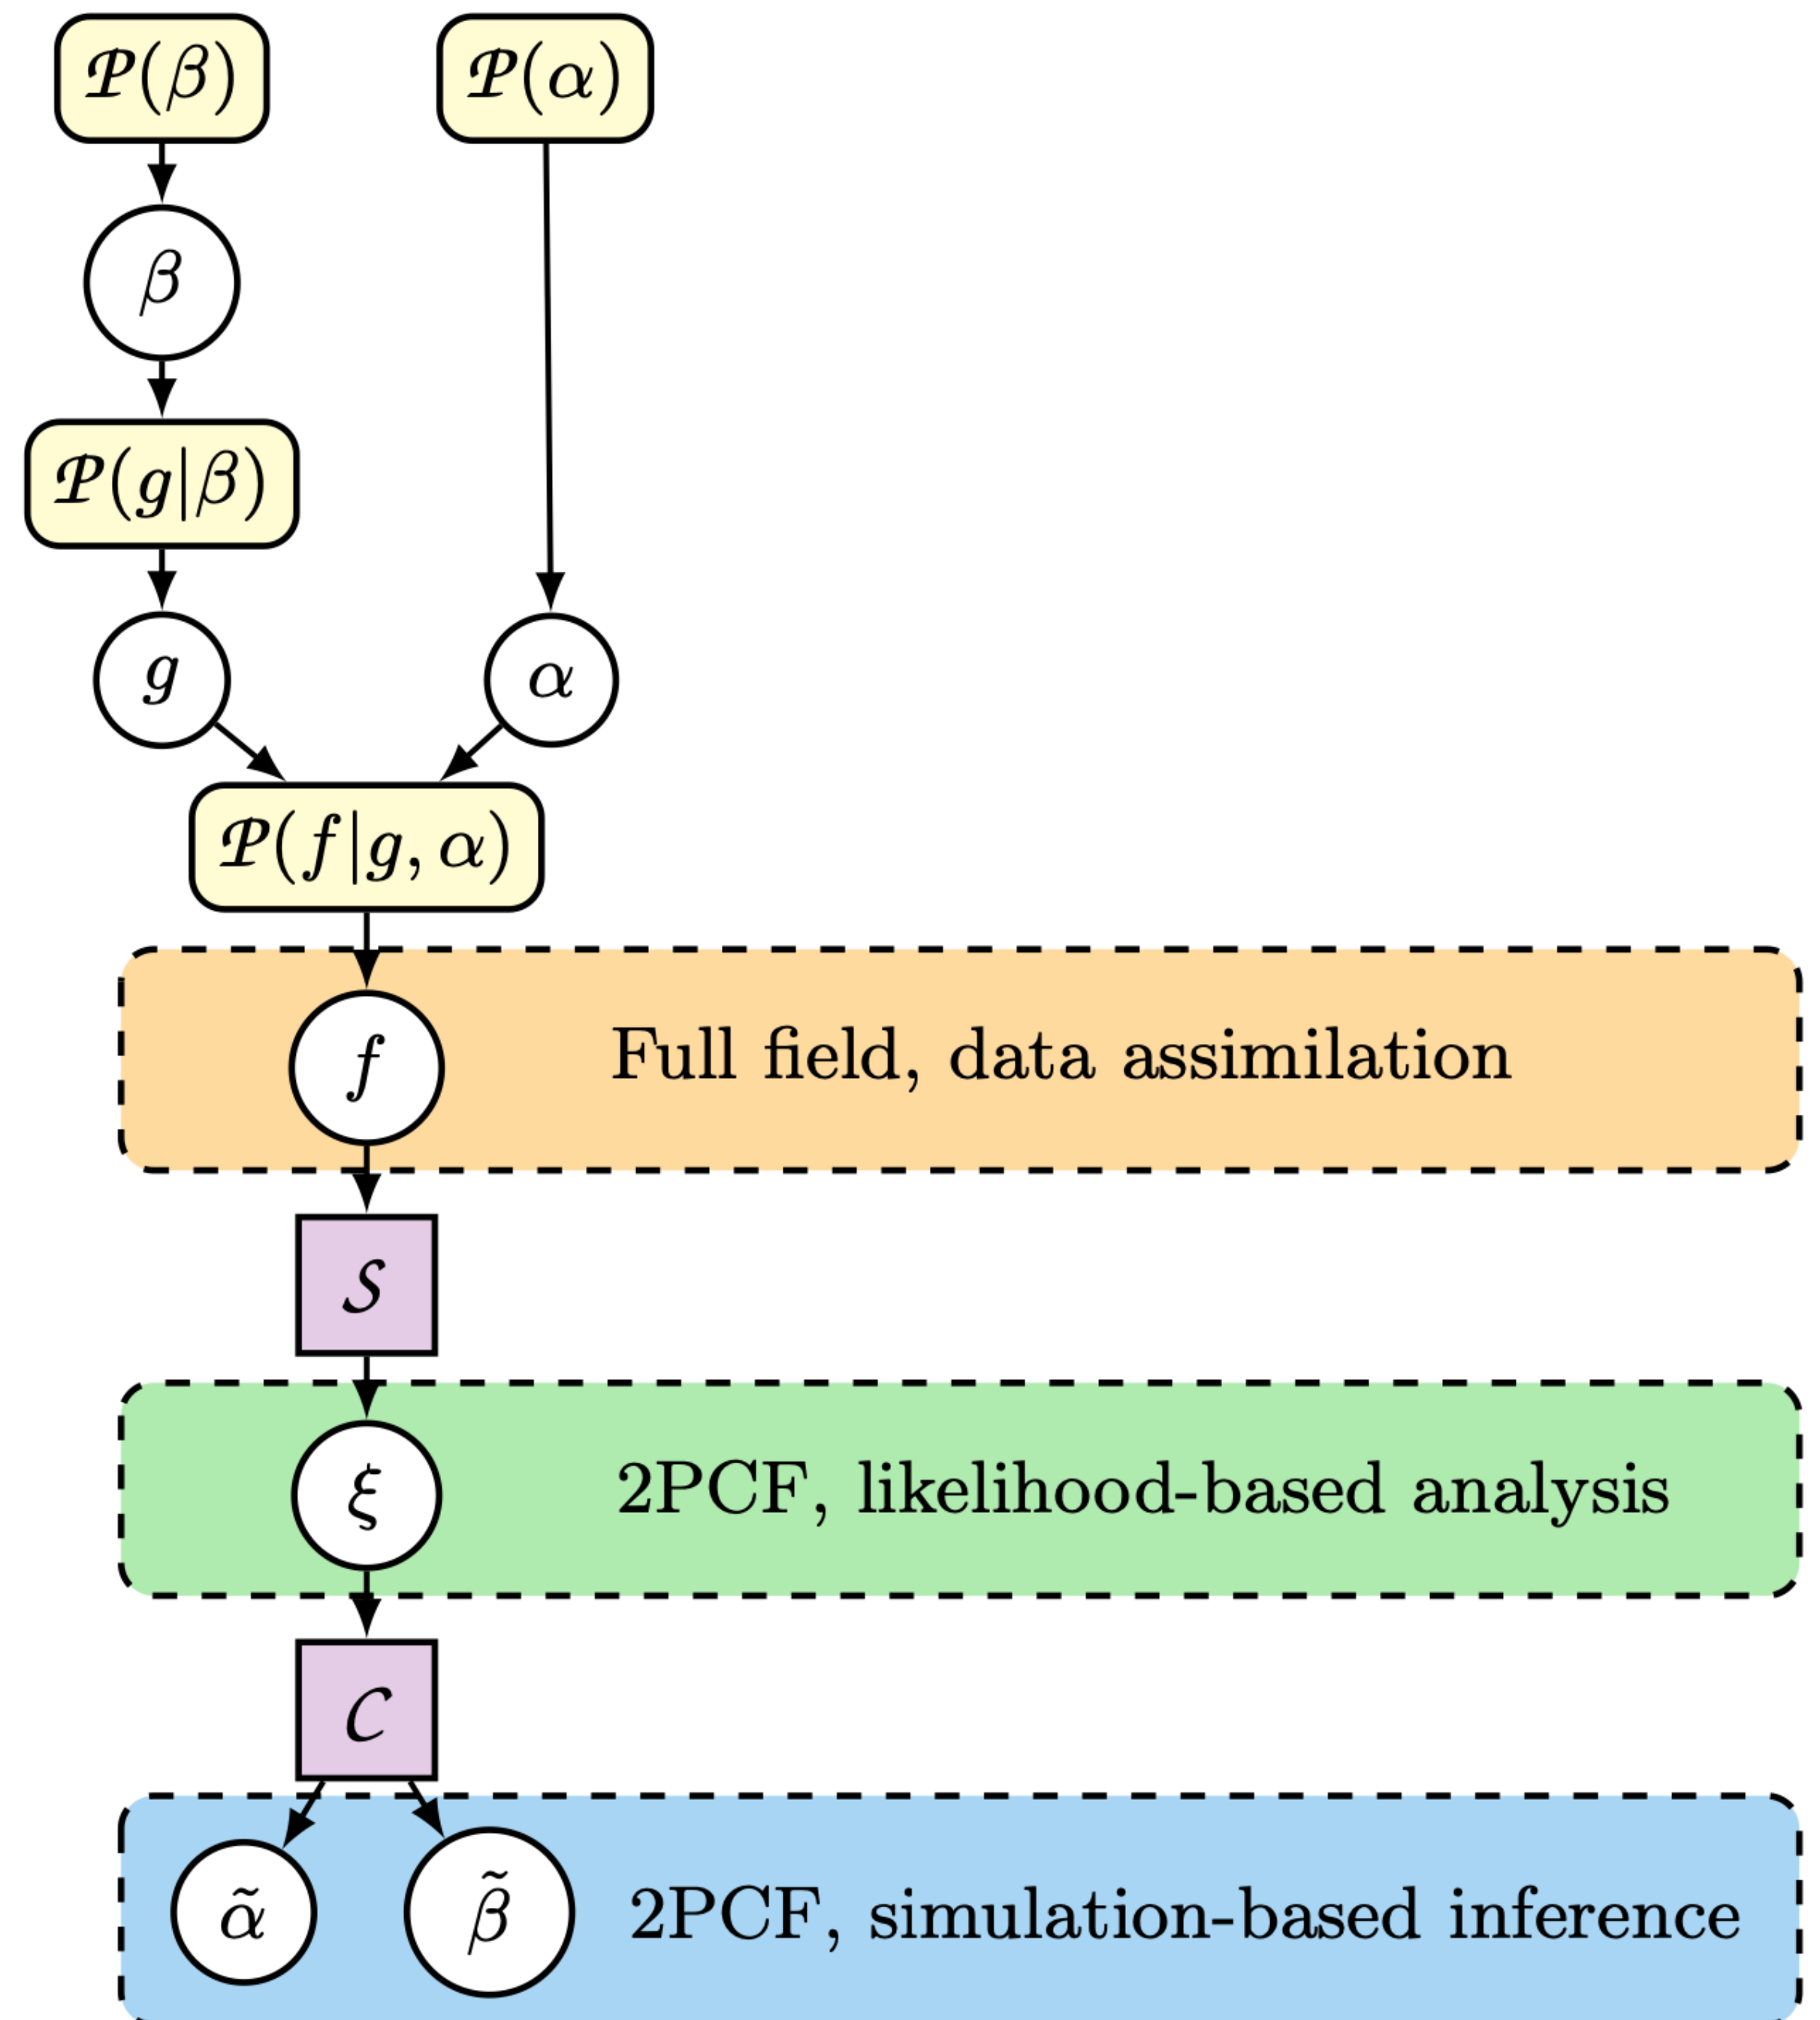 𝒫(β) 𝒫(α)
β
𝒫(g|β)
g α
𝒫(f|g, α)
f Full field, data assimilation
𝒮
ξ 2PCF, likelihood-based analysis
𝒞
α̃ β̃ 2PCF, simulation-based inference